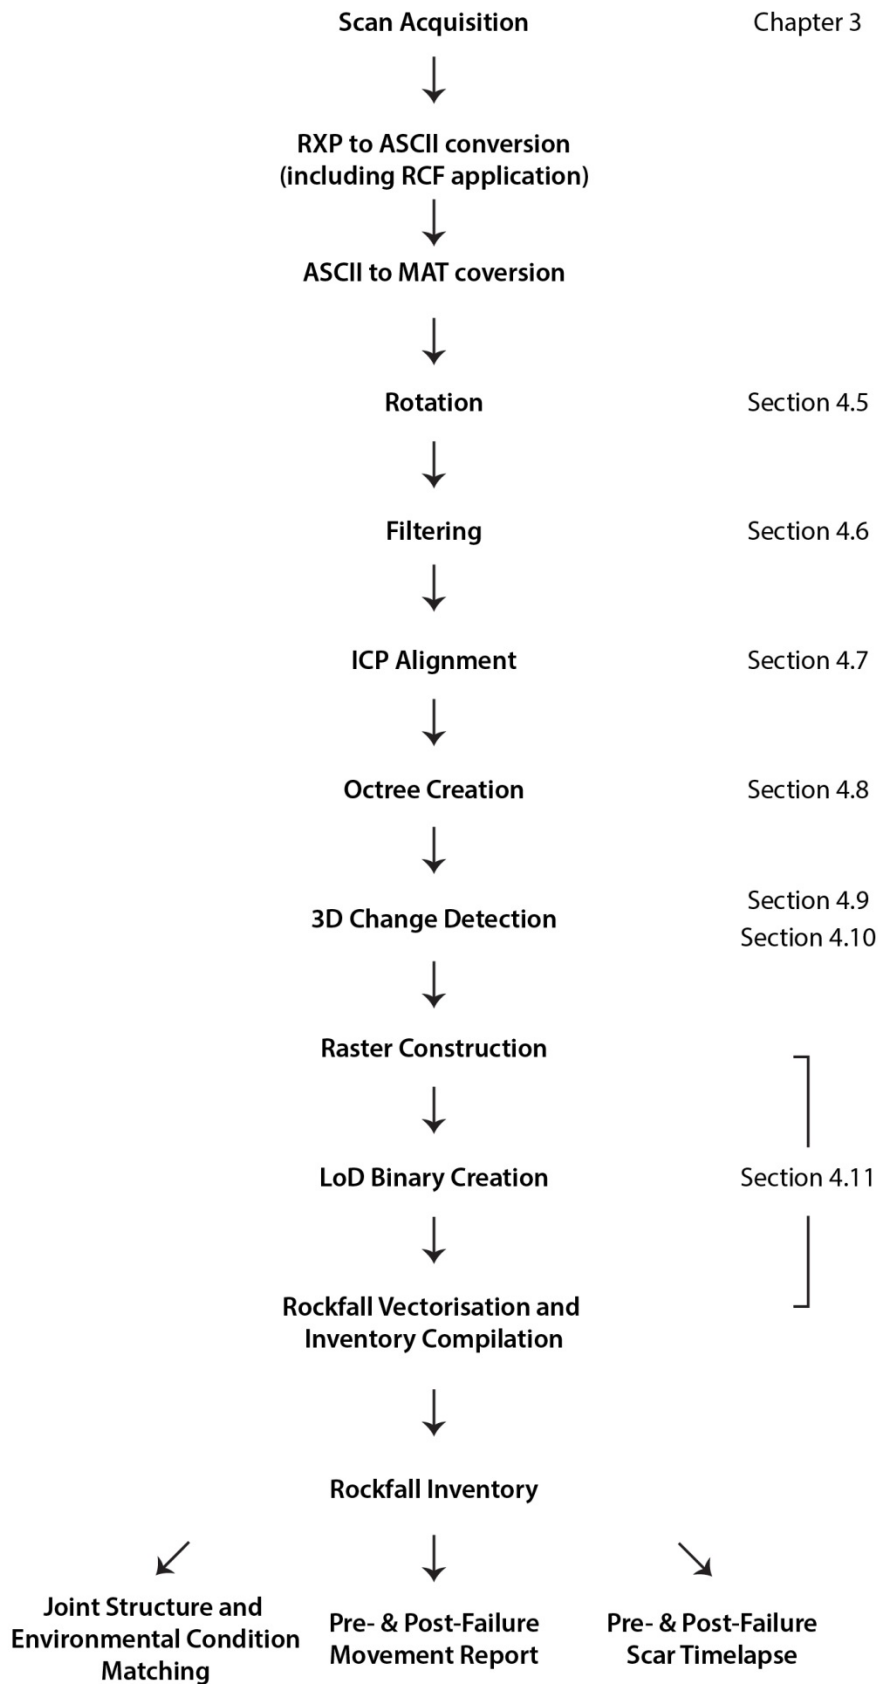 Scan Acquisition
Chapter 3
RXP to ASCII conversion
(including RCF application)
ASCII to MAT coversion
Rotation
Section 4.5
Filtering
Section 4.6
ICP Alignment
Section 4.7
Octree Creation
Section 4.8
3D Change Detection
Section 4.9
Section 4.10
Raster Construction
LoD Binary Creation
Section 4.11
Rockfall Vectorisation and
Inventory Compilation
Rockfall Inventory
Joint Structure and
Environmental Condition
Matching
Pre- & Post-Failure
Movement Report
Pre- & Post-Failure
Scar Timelapse